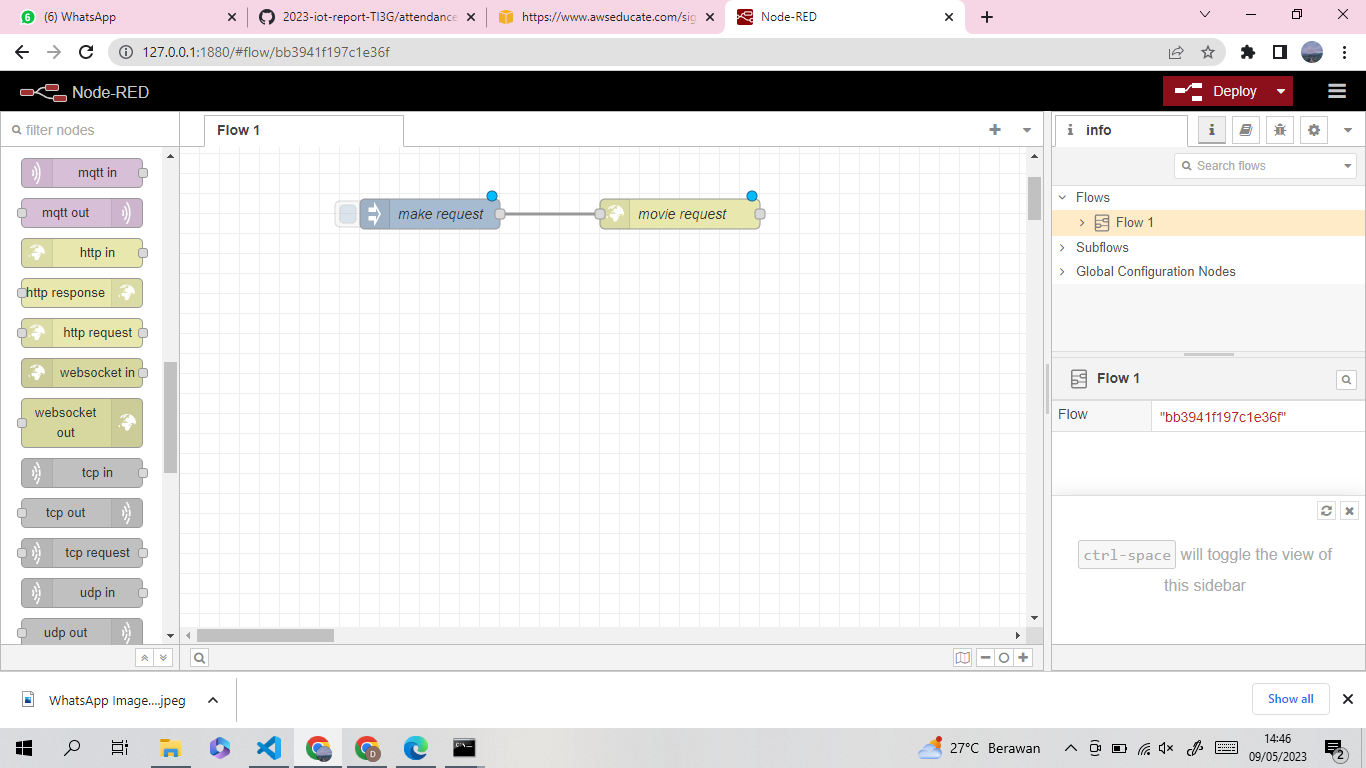 (6) WhatsApp
2023-iot-report-TI3G/attendance
https://www.awseducate.com/sig
Node-RED
127.0.0.1:1880/#flow/bb3941f197c1e36f
Node-RED
Deploy
filter nodes
Flow 1
info
mqtt in
mqtt out
http in
http response
http request
websocket in
websocket
out
tcp in
tcp out
tcp request
udp in
udp out
make request
movie request
Search flows
Flows
Flow 1
Subflows
Global Configuration Nodes
Flow 1
Flow
"bb3941f197c1e36f"
ctrl-space will toggle the view of
this sidebar
WhatsApp Image....jpeg
Show all
27°C Berawan
14:46
09/05/2023
2